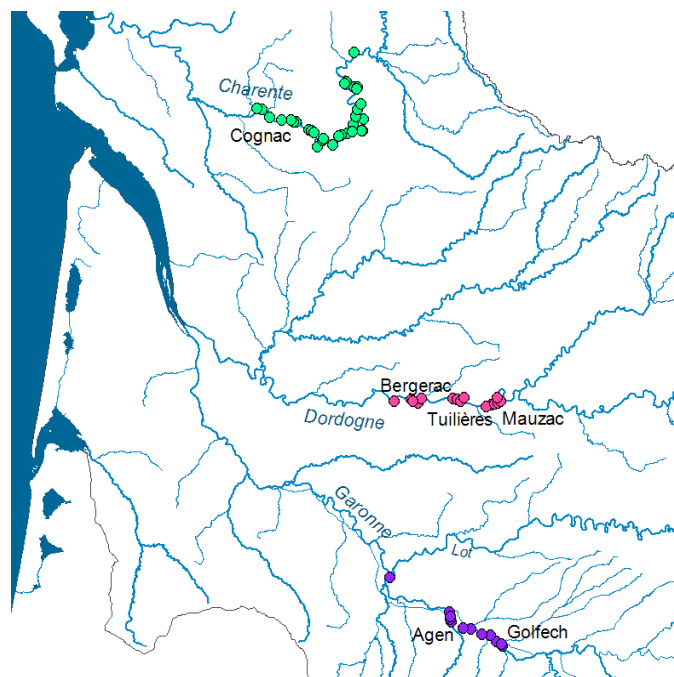 Charente
Cognac
Bergerac
Dordogne
Tuilières
Mauzac
Garonne
Lot
Agen
Golfech